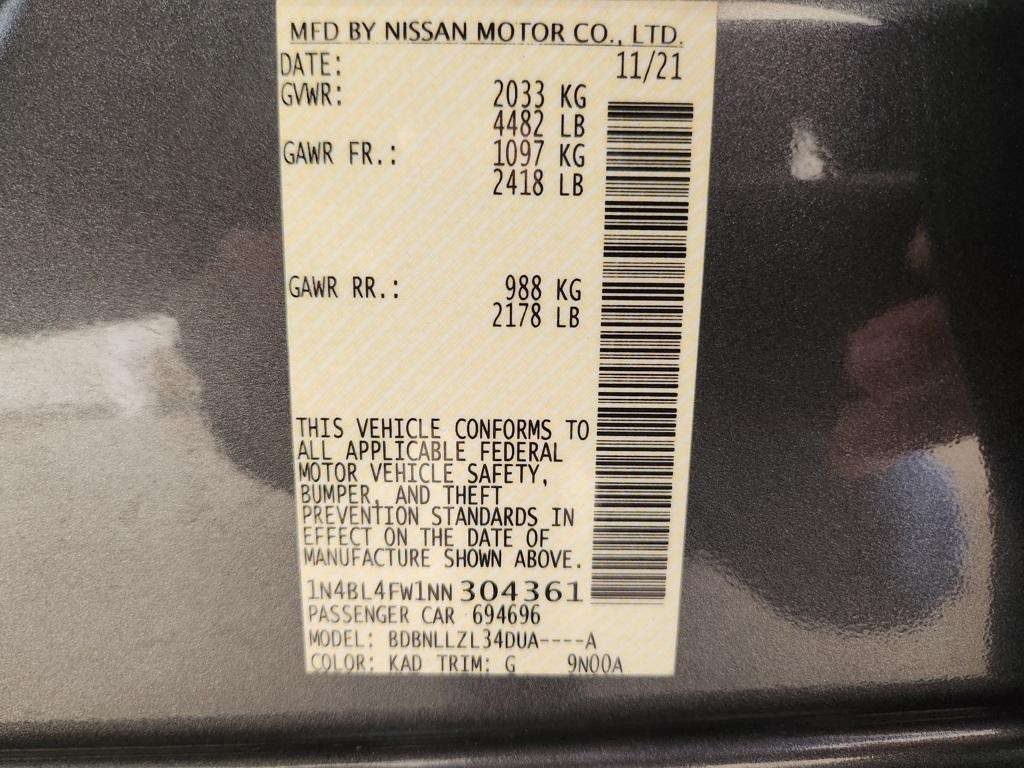 MFD BY NISSAN MOTOR CO., LTD.
DATE: 11/21
GVWR: 2033 KG
4482 LB
GAWR FR.: 1097 KG
2418 LB
GAWR RR.: 988 KG
2178 LB
THIS VEHICLE CONFORMS TO
ALL APPLICABLE FEDERAL
MOTOR VEHICLE SAFETY,
BUMPER, AND THEFT
PREVENTION STANDARDS IN
EFFECT ON THE DATE OF
MANUFACTURE SHOWN ABOVE.
1N4BL4FW1NN304361
PASSENGER CAR 694696
MODEL: BDBNLLZL34DUA----A
COLOR: KAD TRIM: G 9N00A